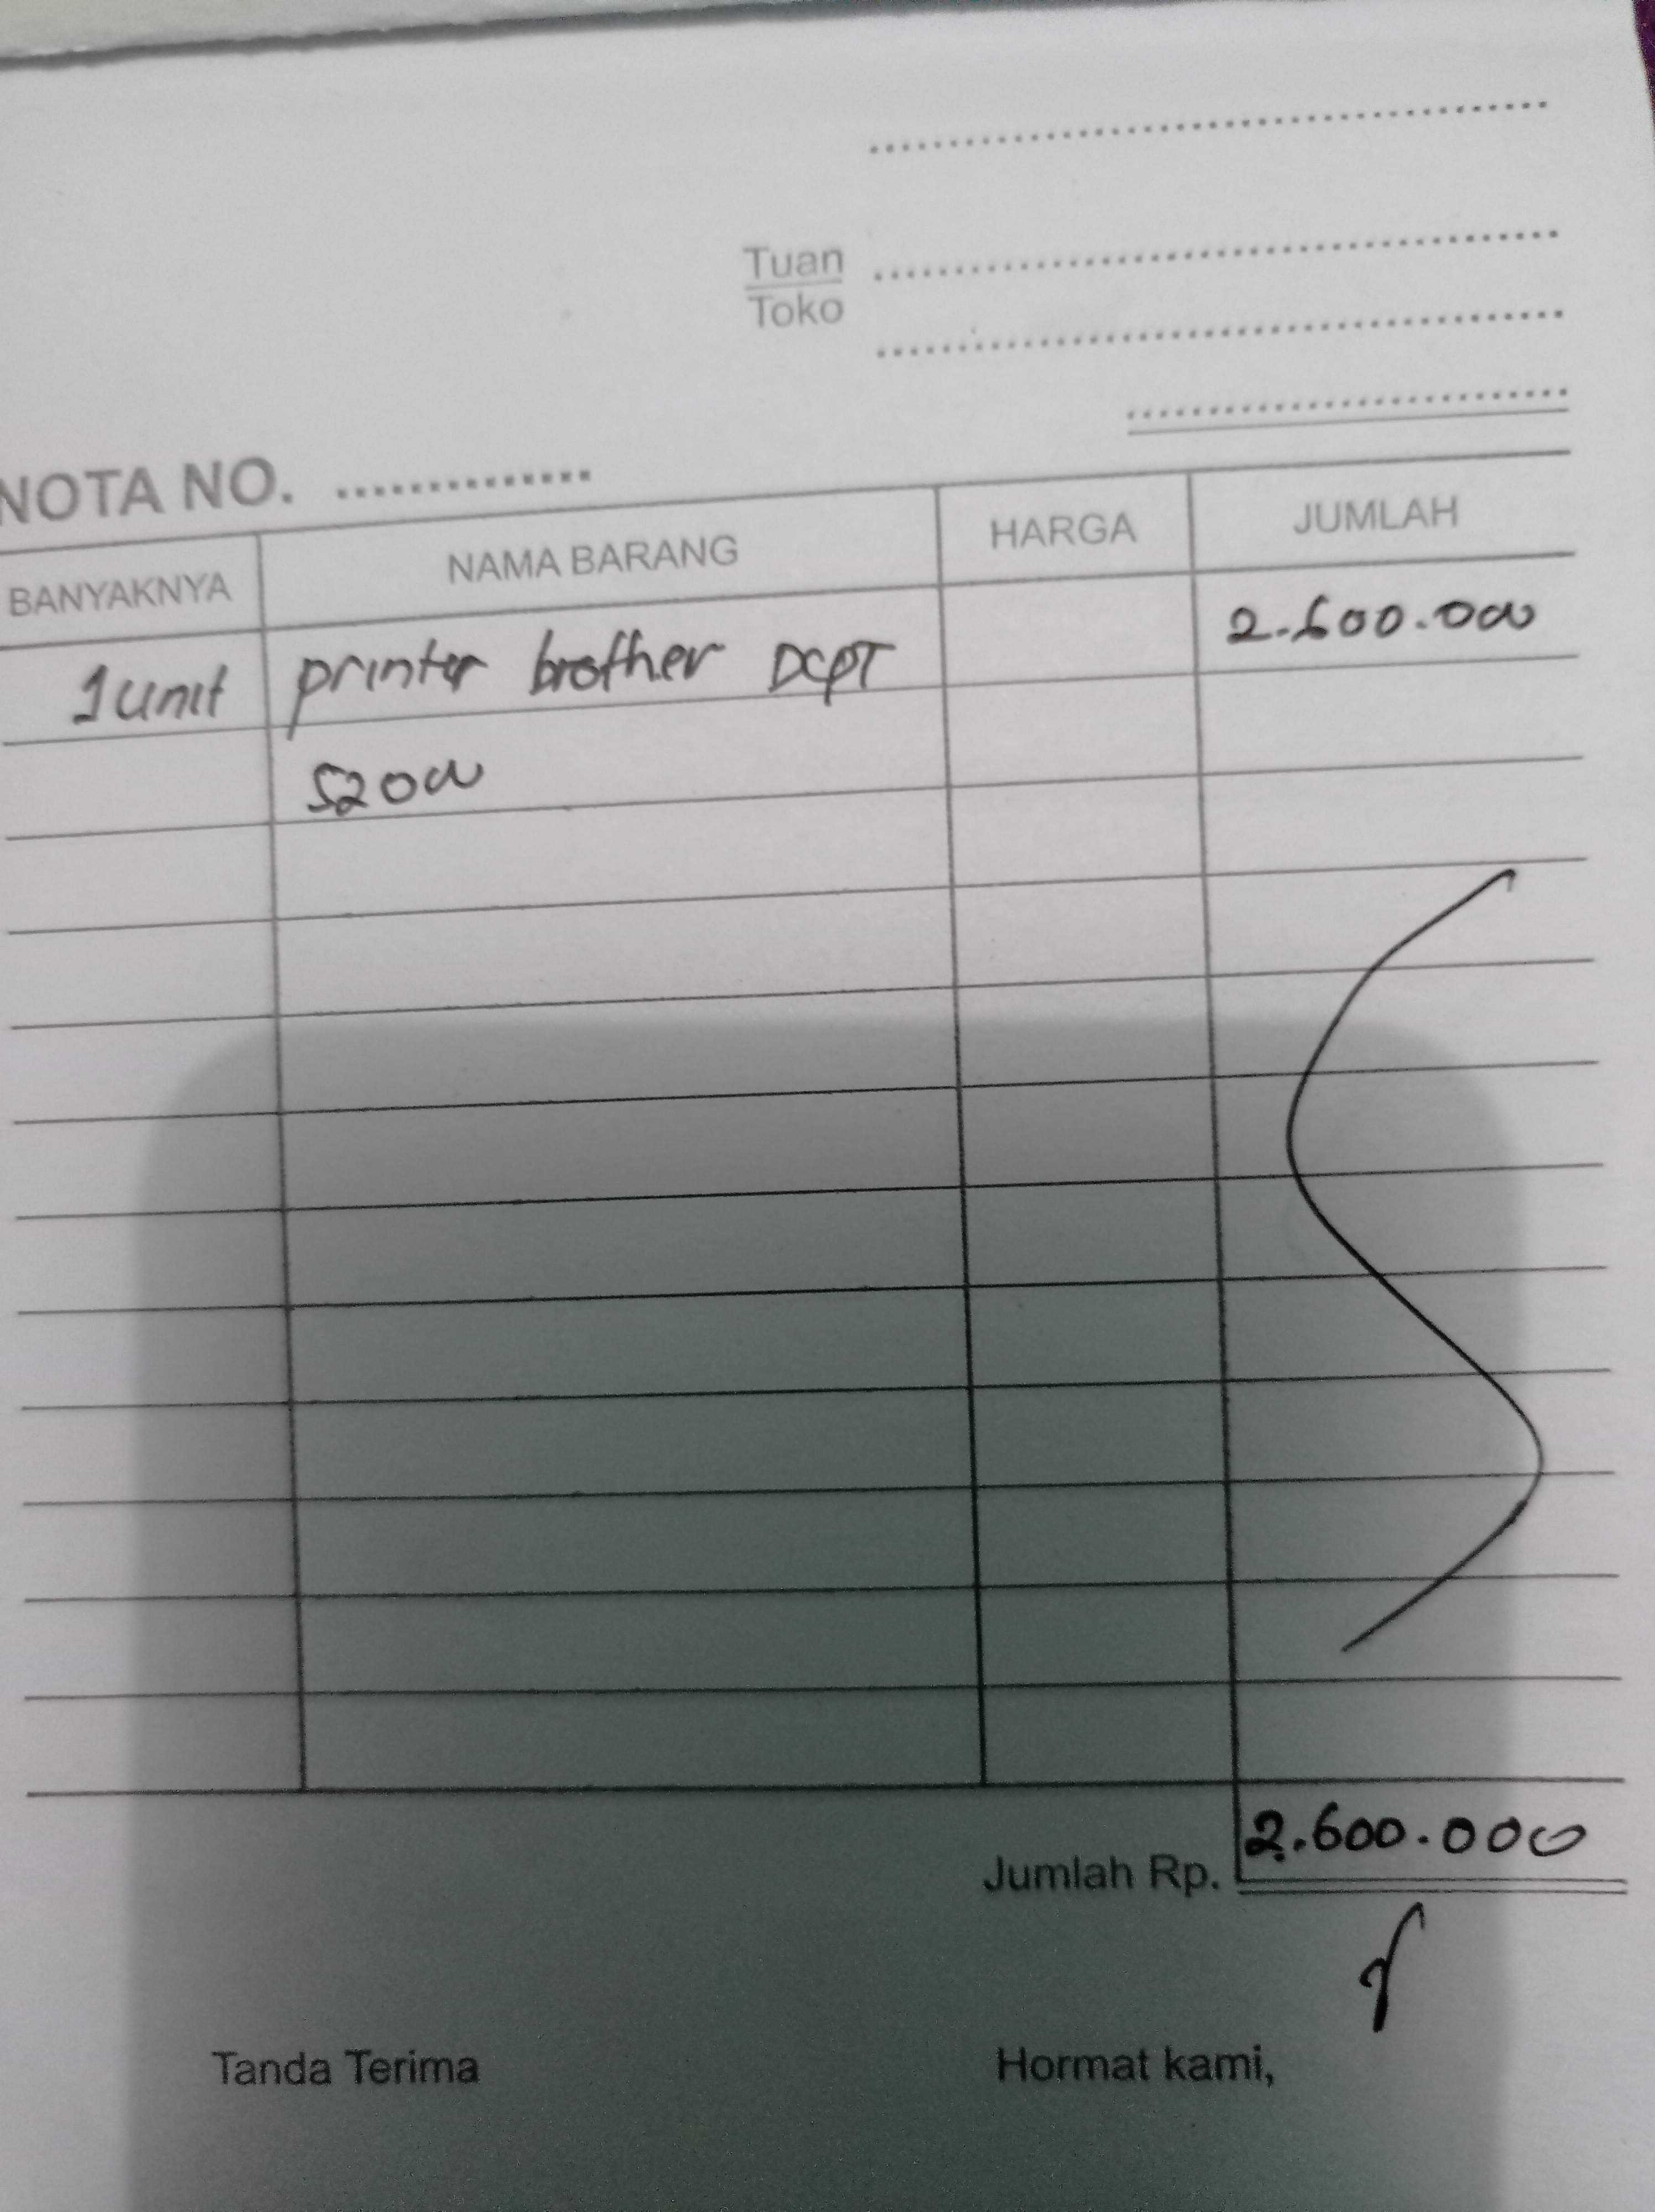 Tuan
Toko
NOTA NO.
BANYAKNYA NAMA BARANG HARGA JUMLAH
1 unit printer brother DCPT 2.600.000
520W
Jumlah Rp. 2.600.000
Tanda Terima Hormat kami,